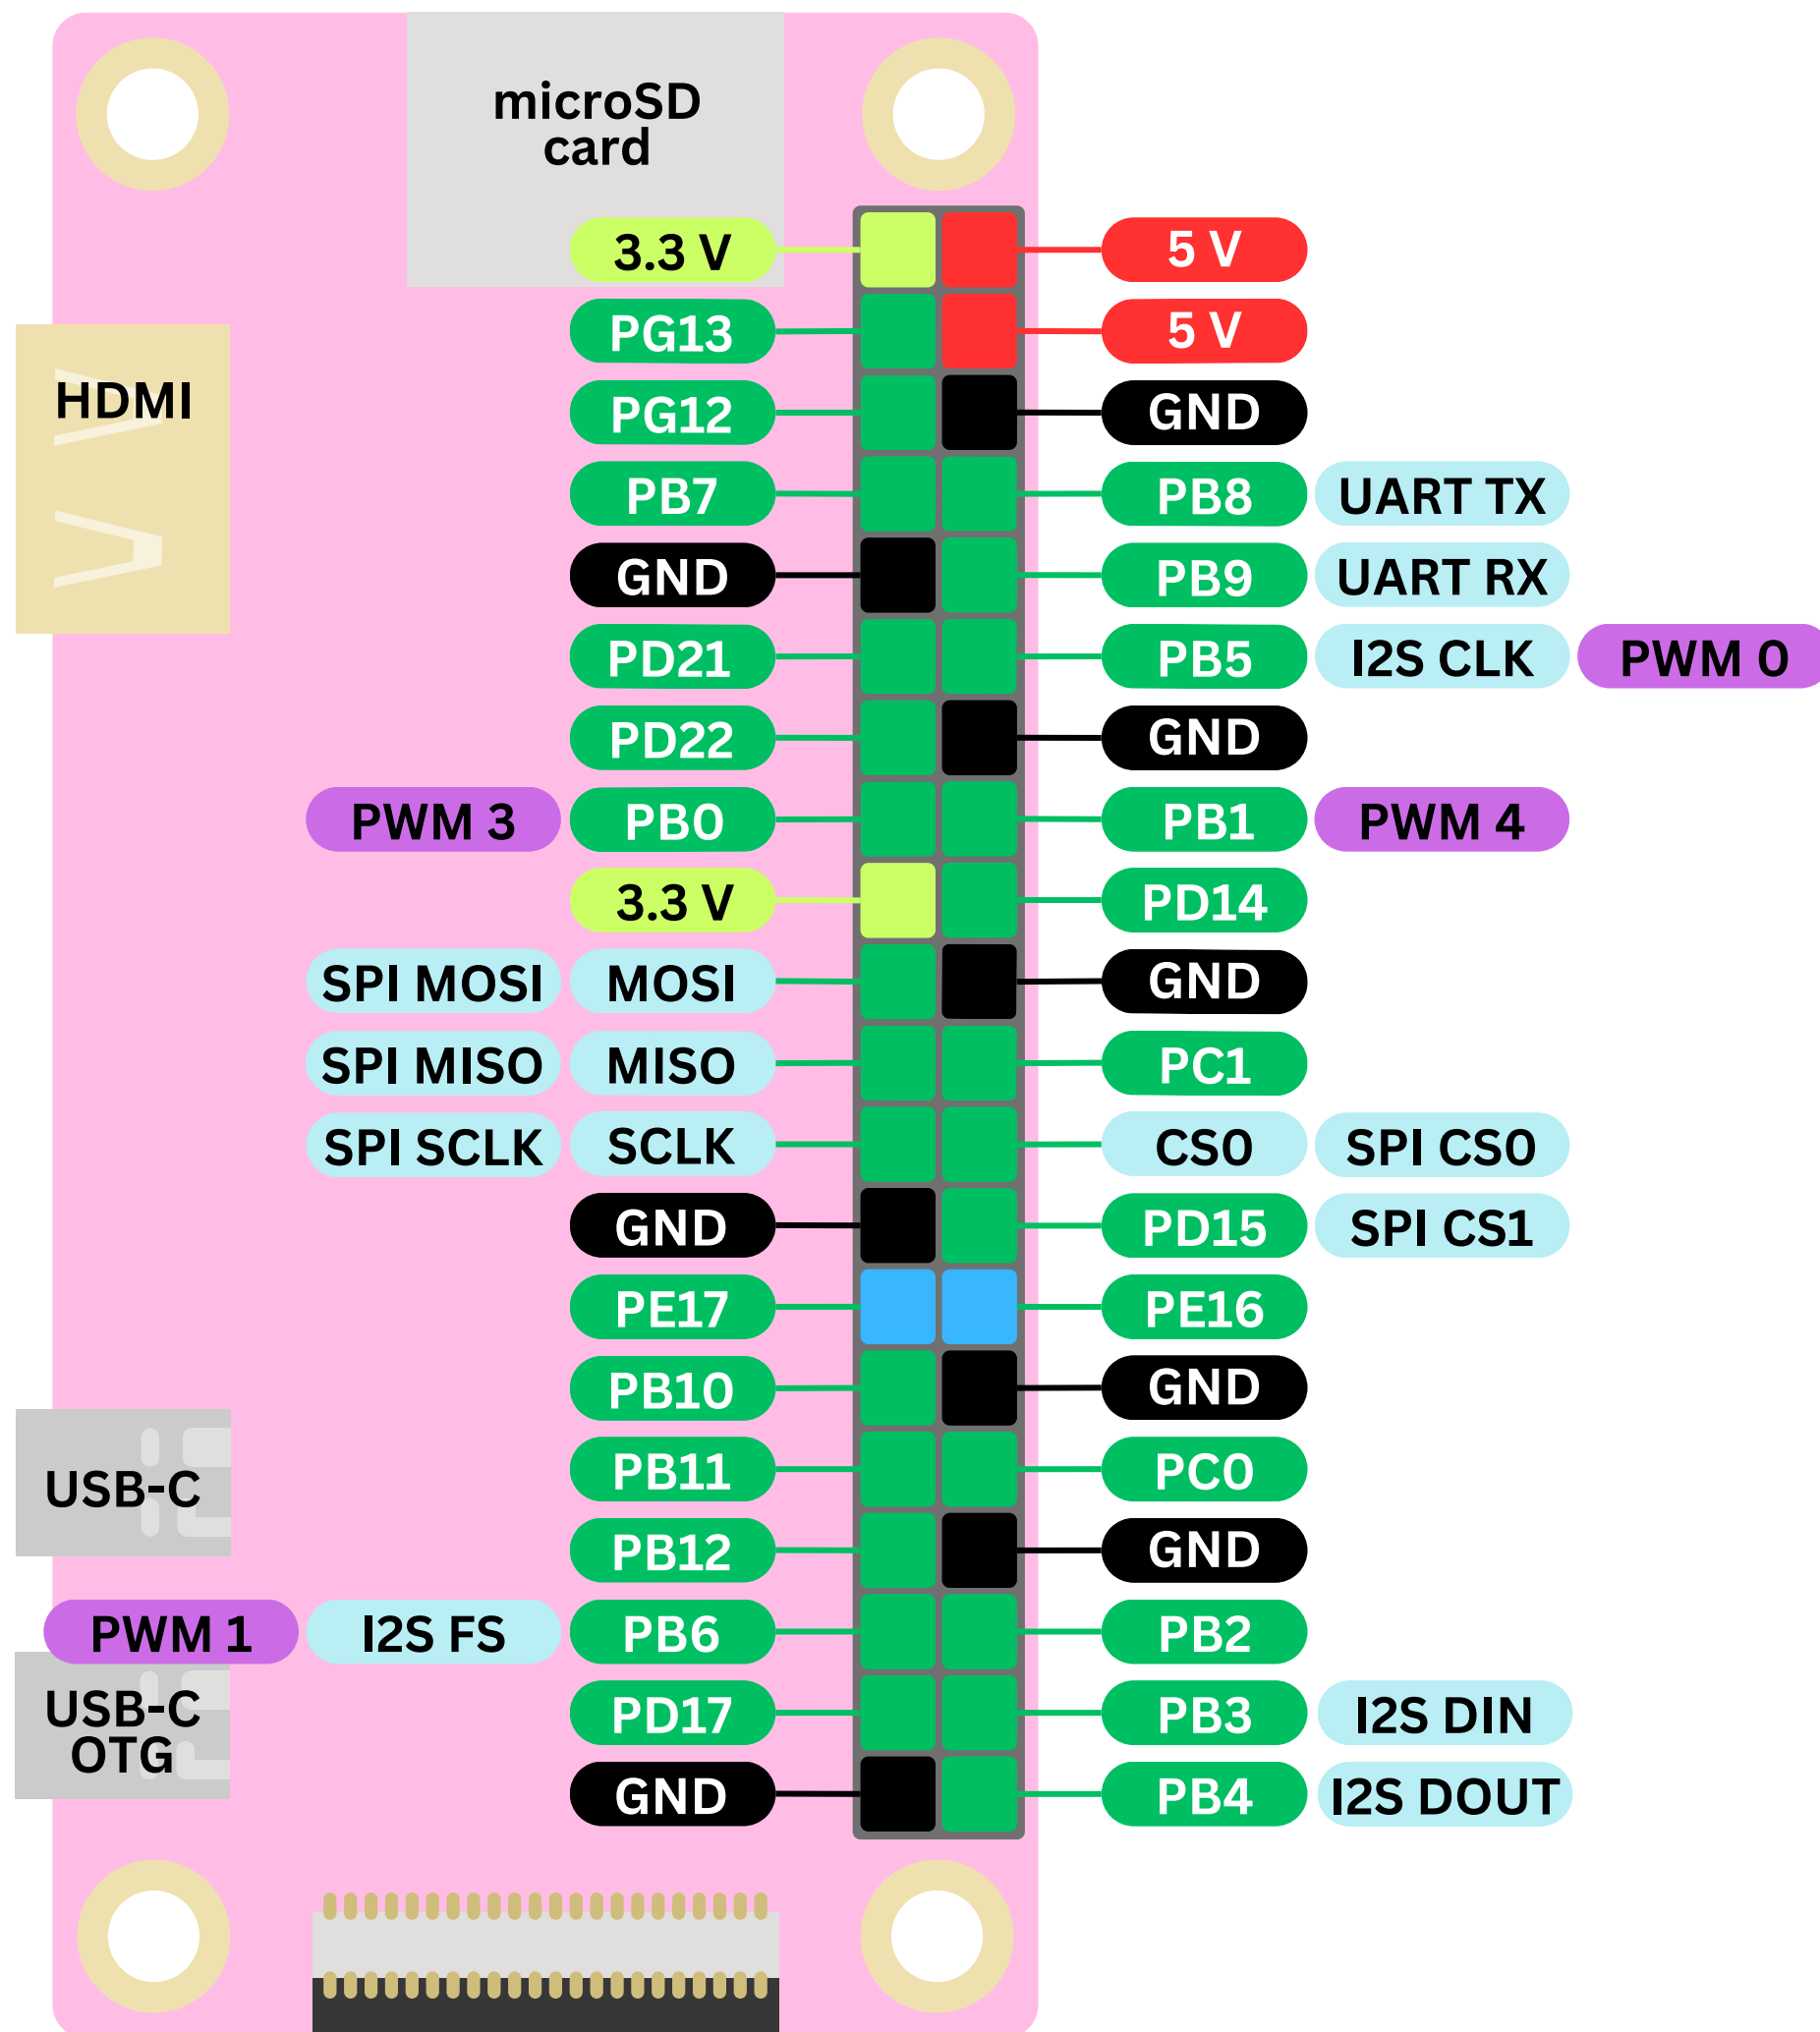 microSD
card
3.3 V 5 V
PG13 5 V
HDMI
PG12 GND
PB7 PB8 UART TX
GND PB9 UART RX
PD21 PB5 I2S CLK PWM 0
PD22 GND
PWM 3 PB0 PB1 PWM 4
3.3 V PD14
SPI MOSI MOSI GND
SPI MISO MISO PC1
SPI SCLK SCLK CS0 SPI CS0
GND PD15 SPI CS1
PE17 PE16
PB10 GND
PB11 PC0
USB-C
PB12 GND
PWM 1 I2S FS PB6 PB2
USB-C
OTG
PD17 PB3 I2S DIN
GND PB4 I2S DOUT